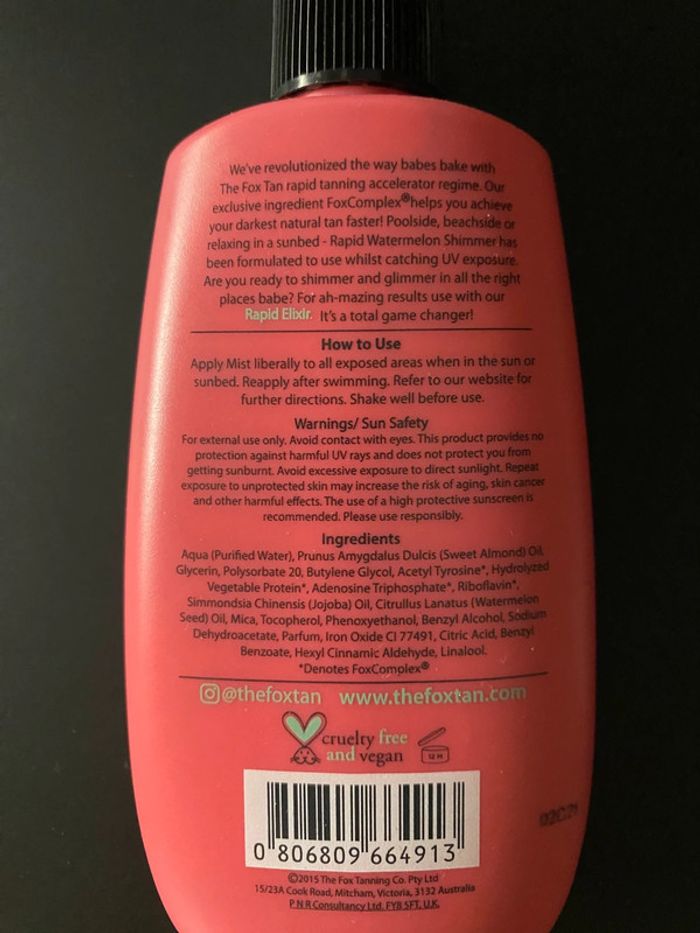 We've revolutionized the way babes bake with
The Fox Tan rapid tanning accelerator regime. Our
exclusive ingredient FoxComplex®helps you achieve
your darkest natural tan faster! Poolside, beachside or
relaxing in a sunbed - Rapid Watermelon Shimmer has
been formulated to use whilst catching UV exposure.
Are you ready to shimmer and glimmer in all the right
places babe? For ah-mazing results use with our
Rapid Elixir. It's a total game changer!
How to Use
Apply Mist liberally to all exposed areas when in the sun or
sunbed. Reapply after swimming. Refer to our website for
further directions. Shake well before use.
Warnings/ Sun Safety
For external use only. Avoid contact with eyes. This product provides no
protection against harmful UV rays and does not protect you from
getting sunburnt. Avoid excessive exposure to direct sunlight. Repeat
exposure to unprotected skin may increase the risk of aging, skin cancer
and other harmful effects. The use of a high protective sunscreen is
recommended. Please use responsibly.
Ingredients
Aqua (Purified Water), Prunus Amygdalus Dulcis (Sweet Almond) Oil,
Glycerin, Polysorbate 20, Butylene Glycol, Acetyl Tyrosine*, Hydrolyzed
Vegetable Protein*, Adenosine Triphosphate*, Riboflavin*,
Simmondsia Chinensis (Jojoba) Oil, Citrullus Lanatus (Watermelon
Seed) Oil, Mica, Tocopherol, Phenoxyethanol, Benzyl Alcohol, Sodium
Dehydroacetate, Parfum, Iron Oxide CI 77491, Citric Acid, Benzyl
Benzoate, Hexyl Cinnamic Aldehyde, Linalool.
*Denotes FoxComplex®
@thefoxtan www.thefoxtan.com
cruelty free
and vegan
12 M
0 806809 664913
©2015 The Fox Tanning Co. Pty Ltd
15/23A Cook Road, Mitcham, Victoria, 3132 Australia
P N R Consultancy Ltd. FY8 5FT. U.K.